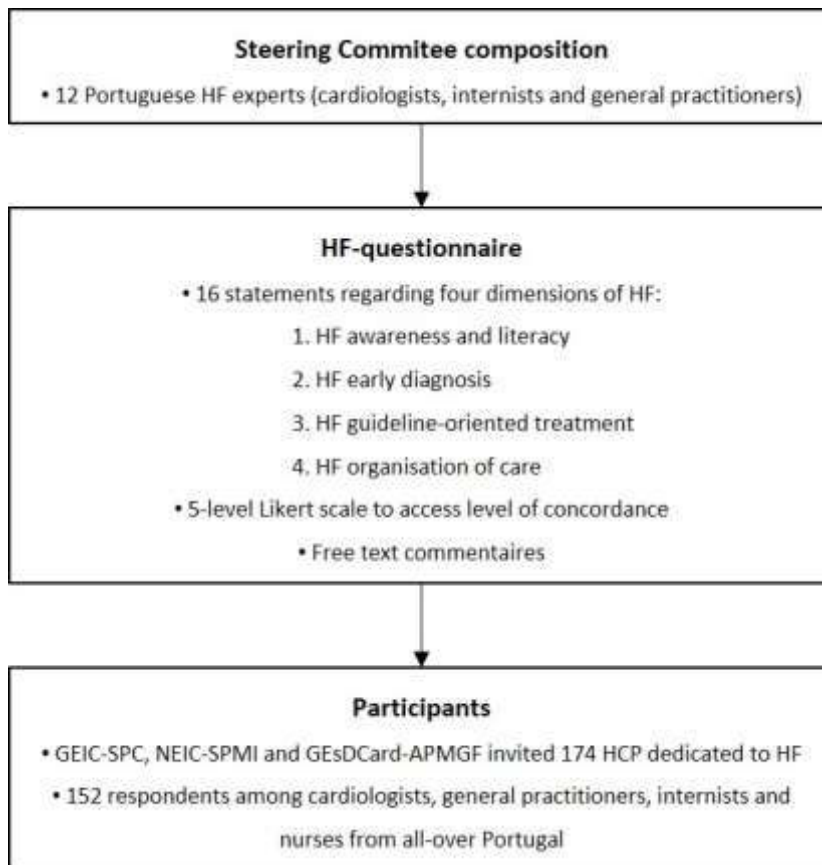 Steering Commitee composition
• 12 Portuguese HF experts (cardiologists, internists and general practitioners)
HF-questionnaire
• 16 statements regarding four dimensions of HF:
1. HF awareness and literacy
2. HF early diagnosis
3. HF guideline-oriented treatment
4. HF organisation of care
• 5-level Likert scale to access level of concordance
• Free text commentaires
Participants
• GEIC-SPC, NEIC-SPMI and GEsDCard-APMGF invited 174 HCP dedicated to HF
• 152 respondents among cardiologists, general practitioners, internists and
nurses from all-over Portugal